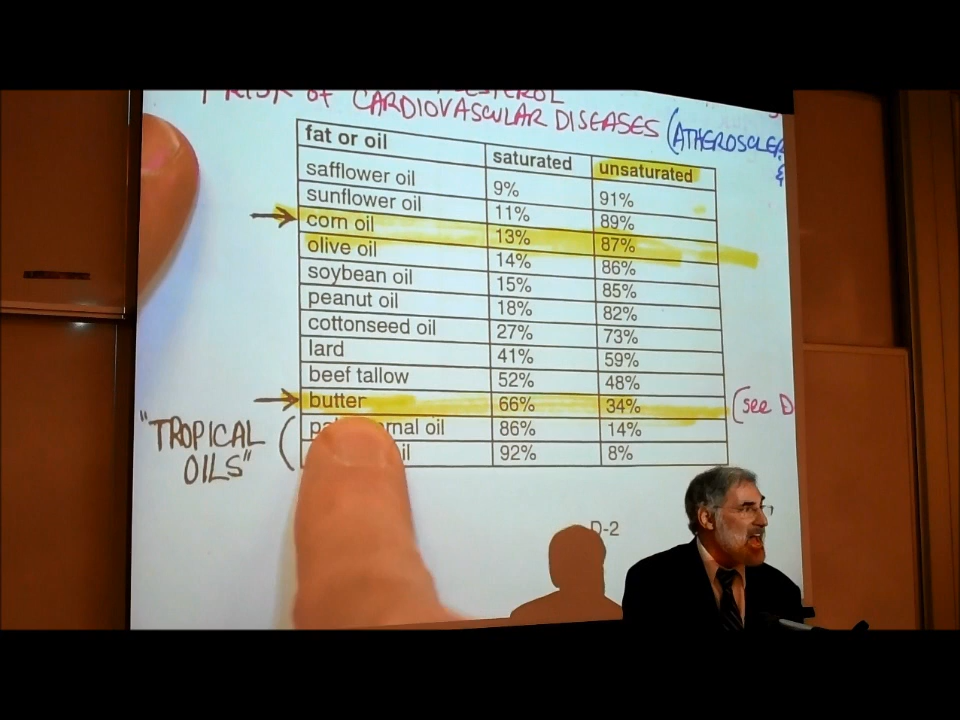 RISK OF CARDIOVASCULAR DISEASES (
fat or oil saturated unsaturated
safflower oil 9% 91%
sunflower oil 11% 89%
corn oil 13% 87%
olive oil 14% 86%
soybean oil 15% 85%
peanut oil 18% 82%
cottonseed oil 27% 73%
lard 41% 59%
beef tallow 52% 48%
butter 66% 34% (see D
86% 14%
92% 8%
"TROPICAL
OILS"
D-2